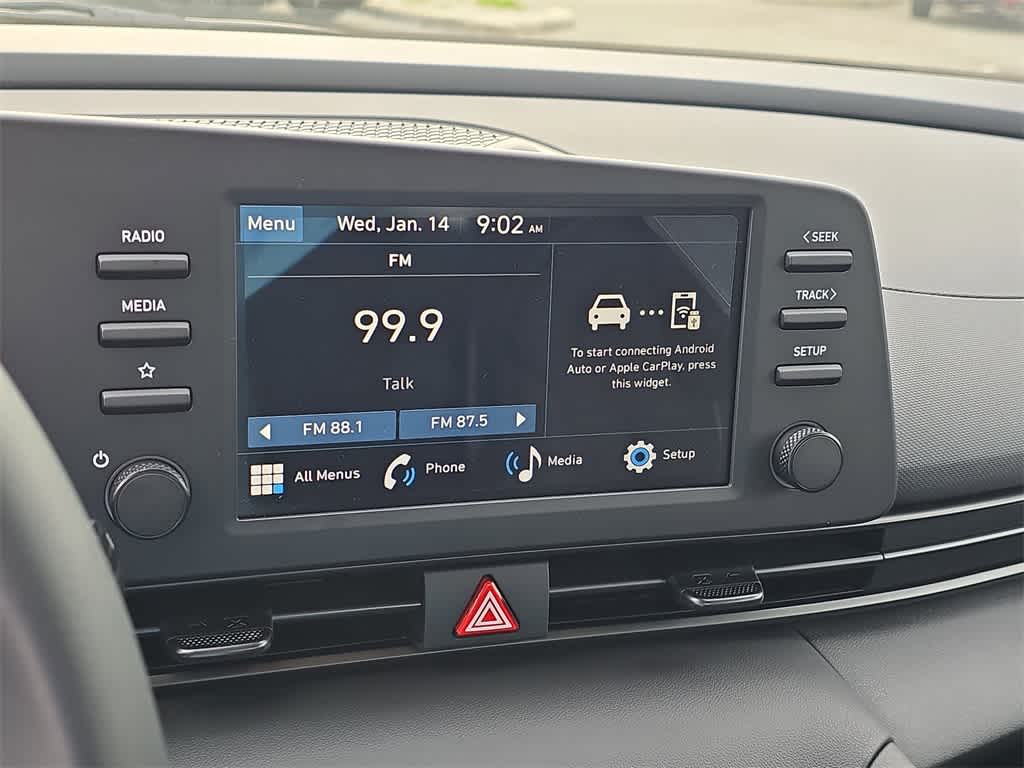 RADIO
MEDIA
Menu Wed, Jan. 14 9:02 AM
FM
99.9
Talk
FM 88.1 FM 87.5
To start connecting Android
Auto or Apple CarPlay, press
this widget.
All Menus Phone Media Setup
<SEEK
TRACK>
SETUP